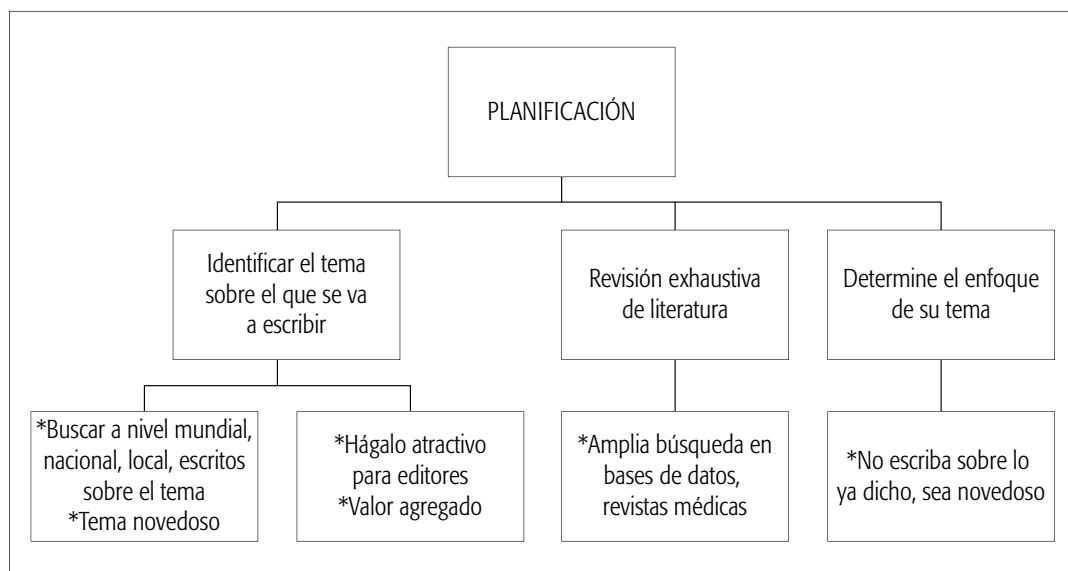 PLANIFICACIÓN
Identificar el tema
sobre el que se va
a escribir
Revisión exhaustiva
de literatura
Determine el enfoque
de su tema
*Buscar a nivel mundial,
nacional, local, escritos
sobre el tema
*Tema novedoso
*Hágalo atractivo
para editores
*Valor agregado
*Amplia búsqueda en
bases de datos,
revistas médicas
*No escriba sobre lo
ya dicho, sea novedoso